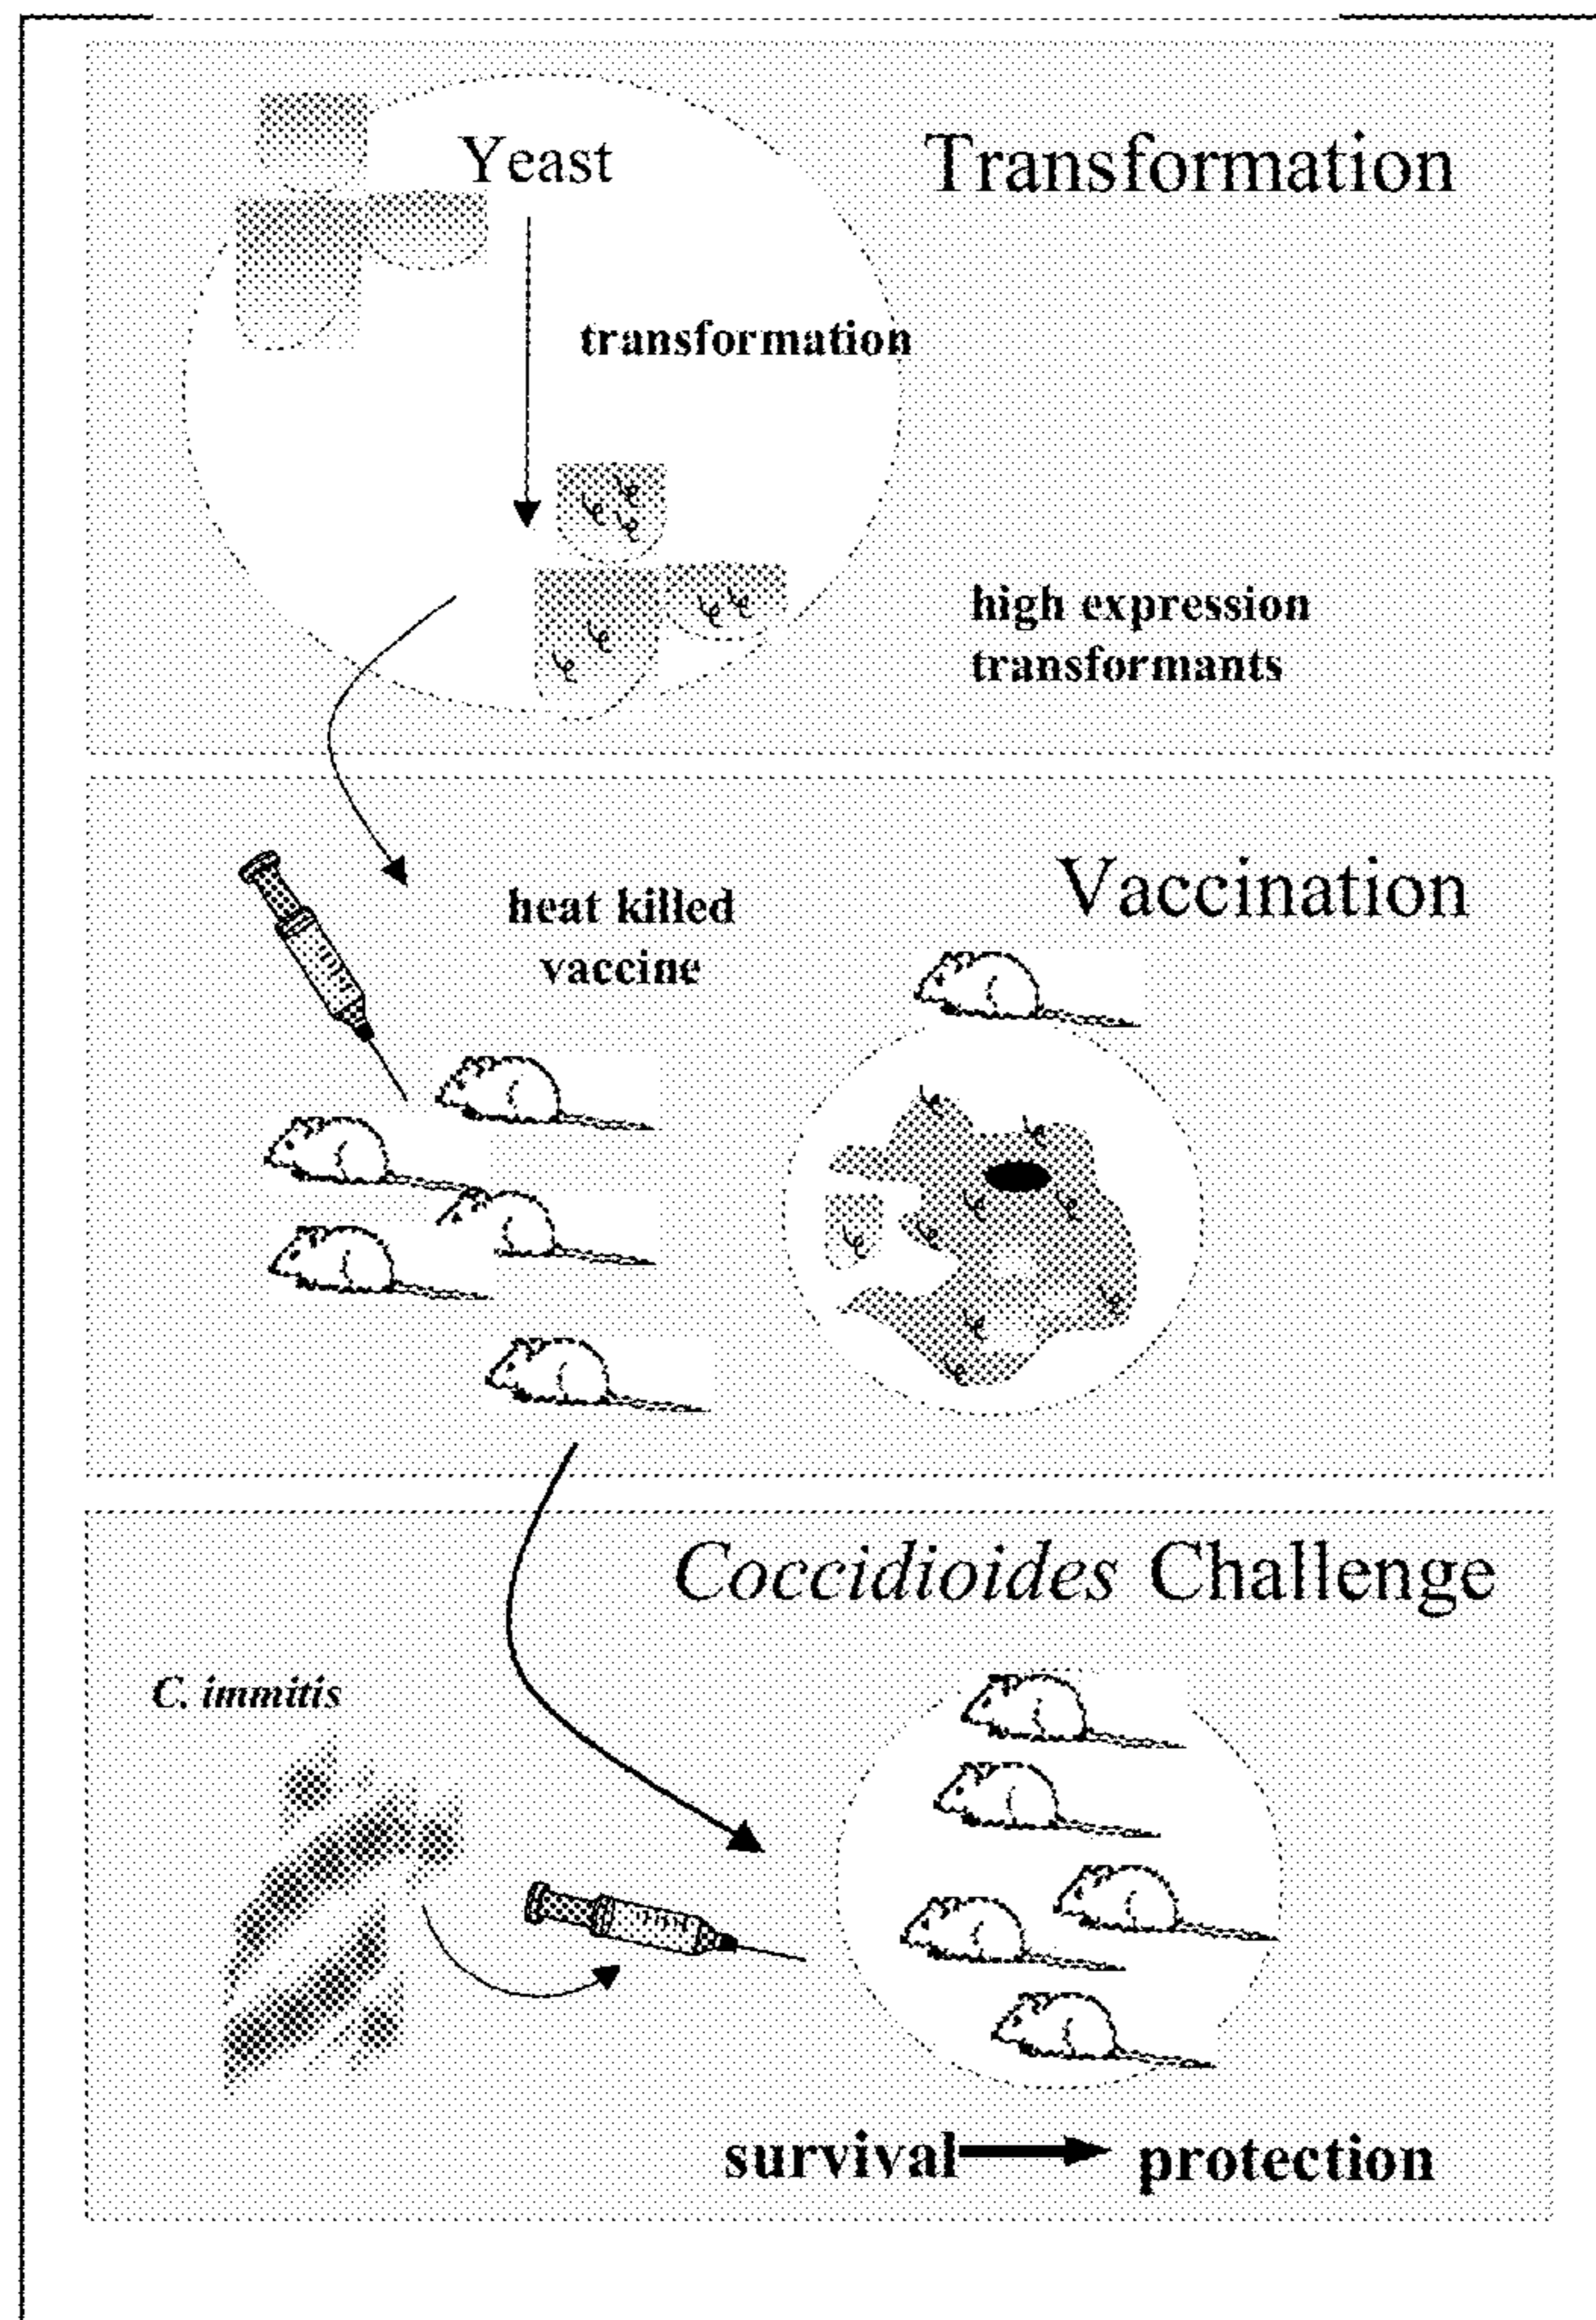 Yeast
Transformation
transformation
high expression
transformants
Vaccination
heat killed
vaccine
Coccidioides Challenge
C. immitis
survival protection